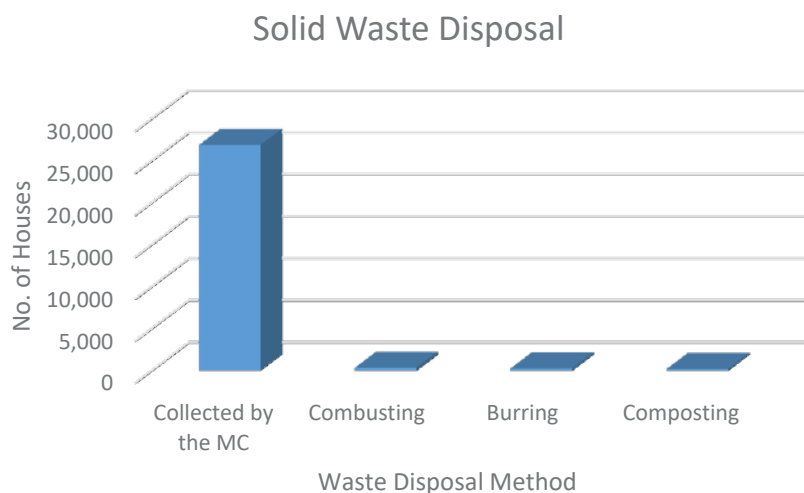 Solid Waste Disposal
30,000
25,000
20,000
15,000
10,000
5,000
0
No. of Houses
Collected by
the MC
Combusting
Burring
Composting
Waste Disposal Method